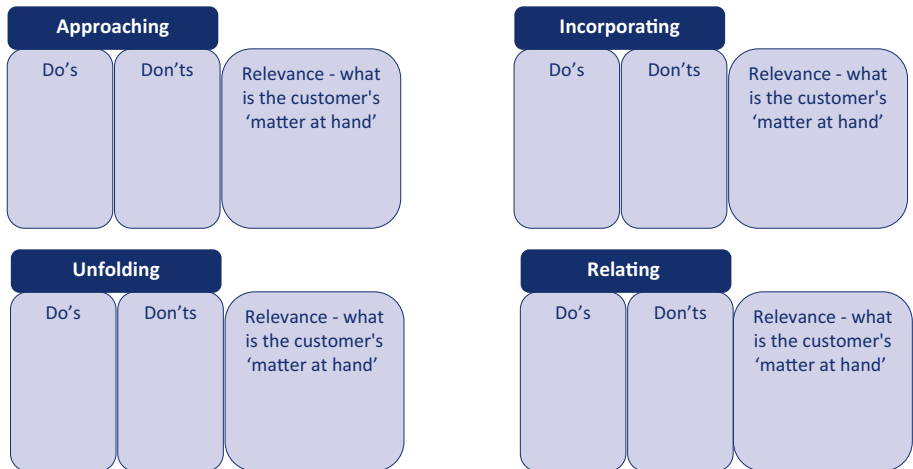 Approaching
Do's
Don'ts
Relevance - what
is the customer's
‘matter at hand’
Incorporating
Do's
Don'ts
Relevance - what
is the customer's
‘matter at hand’
Unfolding
Do's
Don'ts
Relevance - what
is the customer's
‘matter at hand’
Relating
Do's
Don'ts
Relevance - what
is the customer's
‘matter at hand’